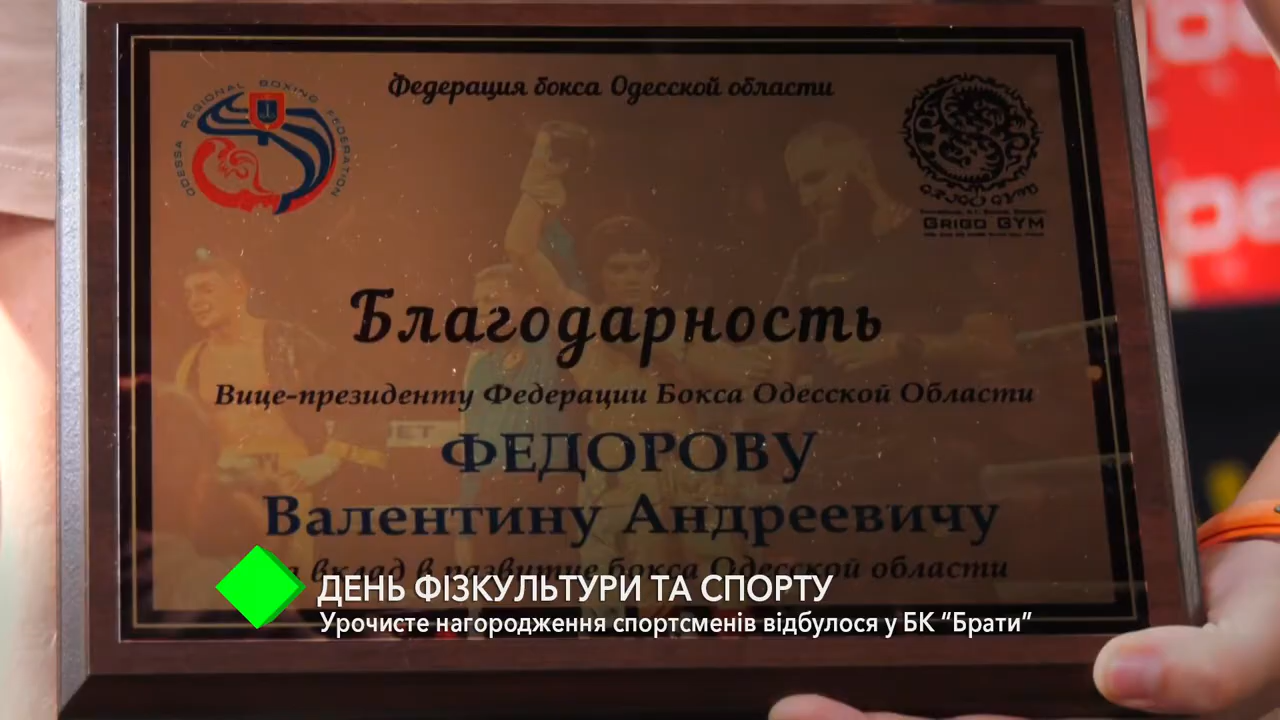 Федерация бокса Одесской области
ODESSA REGIONAL BOXING FEDERATION
GRIGO GYM
Благодарность
Вице-президенту Федерации Бокса Одесской Области
ФЕДОРОВУ
Валентину Андреевичу
вклад в развитие бокса Одесской области
ДЕНЬ ФІЗКУЛЬТУРИ ТА СПОРТУ
Урочисте нагородження спортсменів відбулося у БК “Брати“